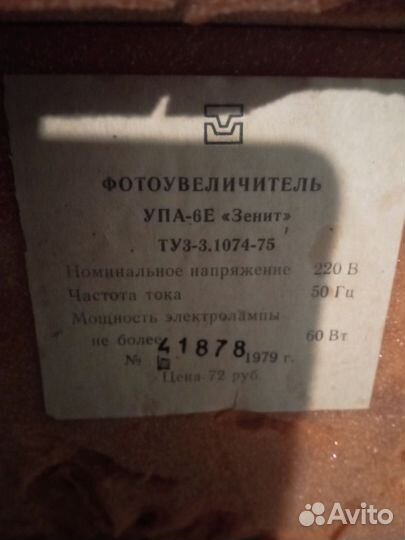 ФОТОУВЕЛИЧИТЕЛЬ
УПА-6Е «Зенит»
ТУ3-3.1074-75
Номинальное напряжение 220 В
Частота тока 50 Гц
Мощность электролампы
не более 60 Вт
№ 41878 1979 г.
Цена 72 руб.
Avito